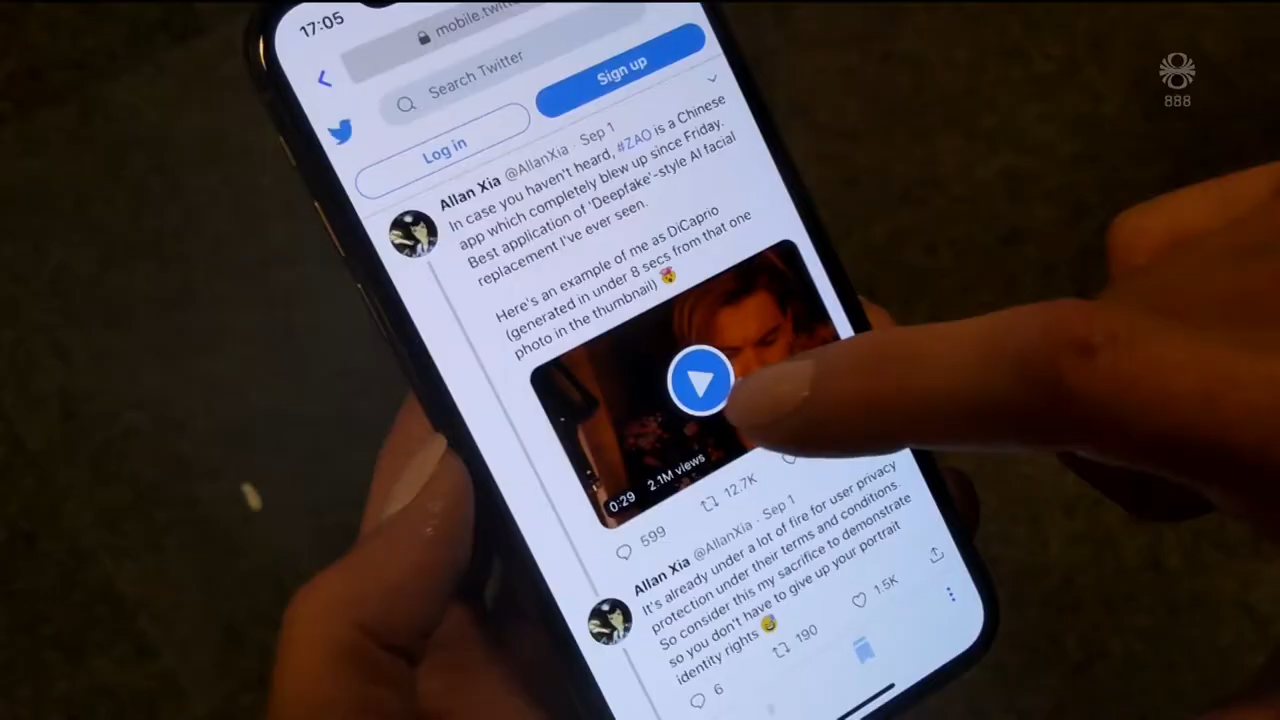 17:05
mobile.twitt
Search Twitter
Log in
Sign up
888
Allan Xia @AllanXia · Sep 1
In case you haven't heard, #ZAO is a Chinese
app which completely blew up since Friday.
Best application of 'Deepfake'-style AI facial
replacement I've ever seen.
Here's an example of me as DiCaprio
(generated in under 8 secs from that one
photo in the thumbnail) 🤯
0:29 2.1M views
599
12.7K
Allan Xia @AllanXia · Sep 1
It's already under a lot of fire for user privacy
protection under their terms and conditions.
So consider this my sacrifice to demonstrate
so you don't have to give up your portrait
identity rights 😅
6
190
1.5K